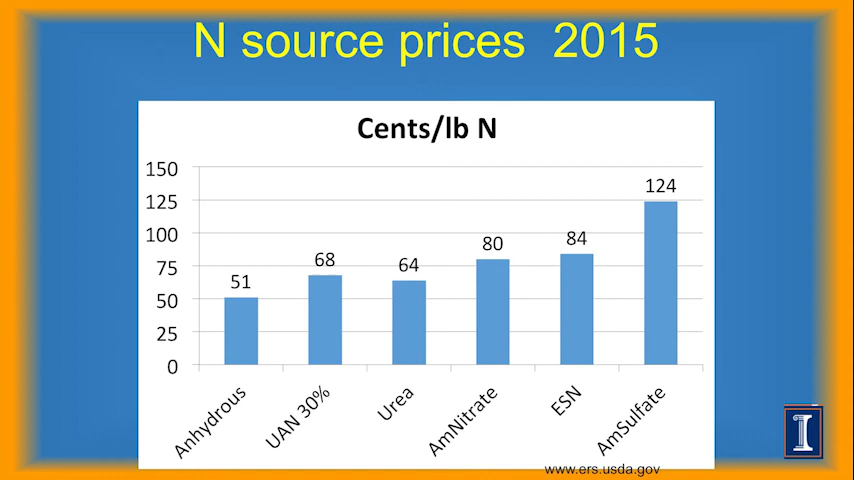 N source prices 2015
Cents/lb N
150
125
100
75
50
25
0
51
68
64
80
84
124
Anhydrous
UAN 30%
Urea
AmNitrate
ESN
AmSulfate
www.ers.usda.gov
I